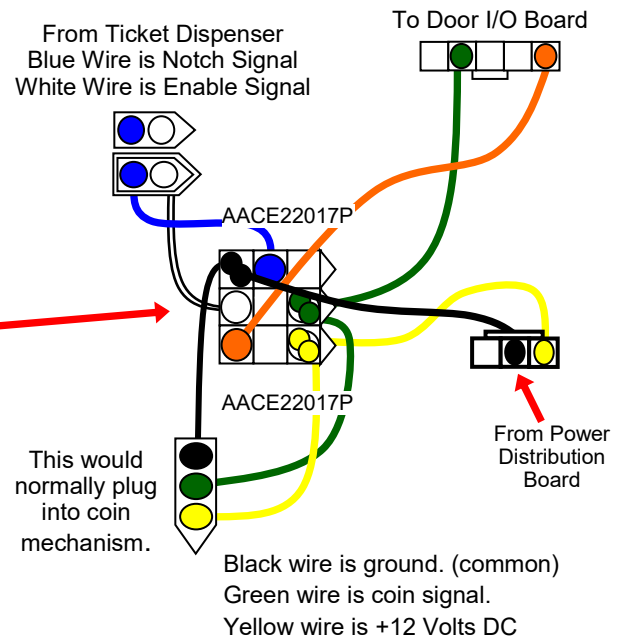 From Ticket Dispenser
Blue Wire is Notch Signal
White Wire is Enable Signal
To Door I/O Board
AACE22017P
AACE22017P
From Power
Distribution
Board
This would
normally plug
into coin
mechanism.
Black wire is ground. (common)
Green wire is coin signal.
Yellow wire is +12 Volts DC